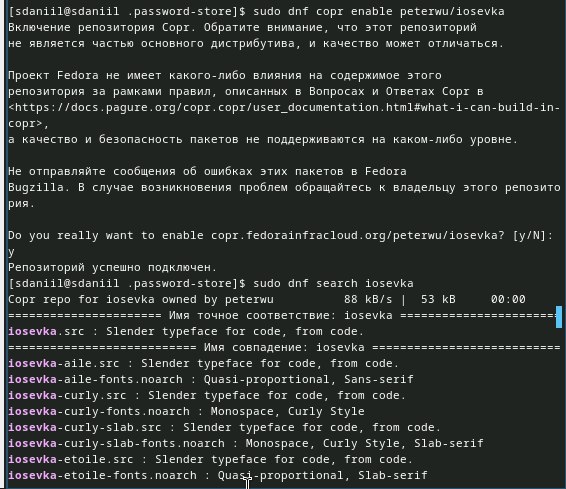 [sdaniil@sdaniil .password-store]$ sudo dnf copr enable peterwu/iosevka
Включение репозитория Copr. Обратите внимание, что этот репозиторий
не является частью основного дистрибутива, и качество может отличаться.
Проект Fedora не имеет какого-либо влияния на содержимое этого
репозитория за рамками правил, описанных в Вопросах и Ответах Copr в
<https://docs.pagure.org/copr.copr/user_documentation.html#what-i-can-build-in-
copr>,
а качество и безопасность пакетов не поддерживаются на каком-либо уровне.
Не отправляйте сообщения об ошибках этих пакетов в Fedora
Bugzilla. В случае возникновения проблем обращайтесь к владельцу этого репозито
рия.
Do you really want to enable copr.fedorainfracloud.org/peterwu/iosevka? [y/N]:
y
Репозиторий успешно подключен.
[sdaniil@sdaniil .password-store]$ sudo dnf search iosevka
Copr repo for iosevka owned by peterwu         88 kB/s |  53 kB     00:00
====================== Имя точное соответствие: iosevka =======================
iosevka.src : Slender typeface for code, from code.
=========================== Имя совпадение: iosevka ===========================
iosevka-aile.src : Slender typeface for code, from code.
iosevka-aile-fonts.noarch : Quasi-proportional, Sans-serif
iosevka-curly.src : Slender typeface for code, from code.
iosevka-curly-fonts.noarch : Monospace, Curly Style
iosevka-curly-slab.src : Slender typeface for code, from code.
iosevka-curly-slab-fonts.noarch : Monospace, Curly Style, Slab-serif
iosevka-etoile.src : Slender typeface for code, from code.
iosevka-etoile-fonts.noarch : Quasi-proportional, Slab-serif